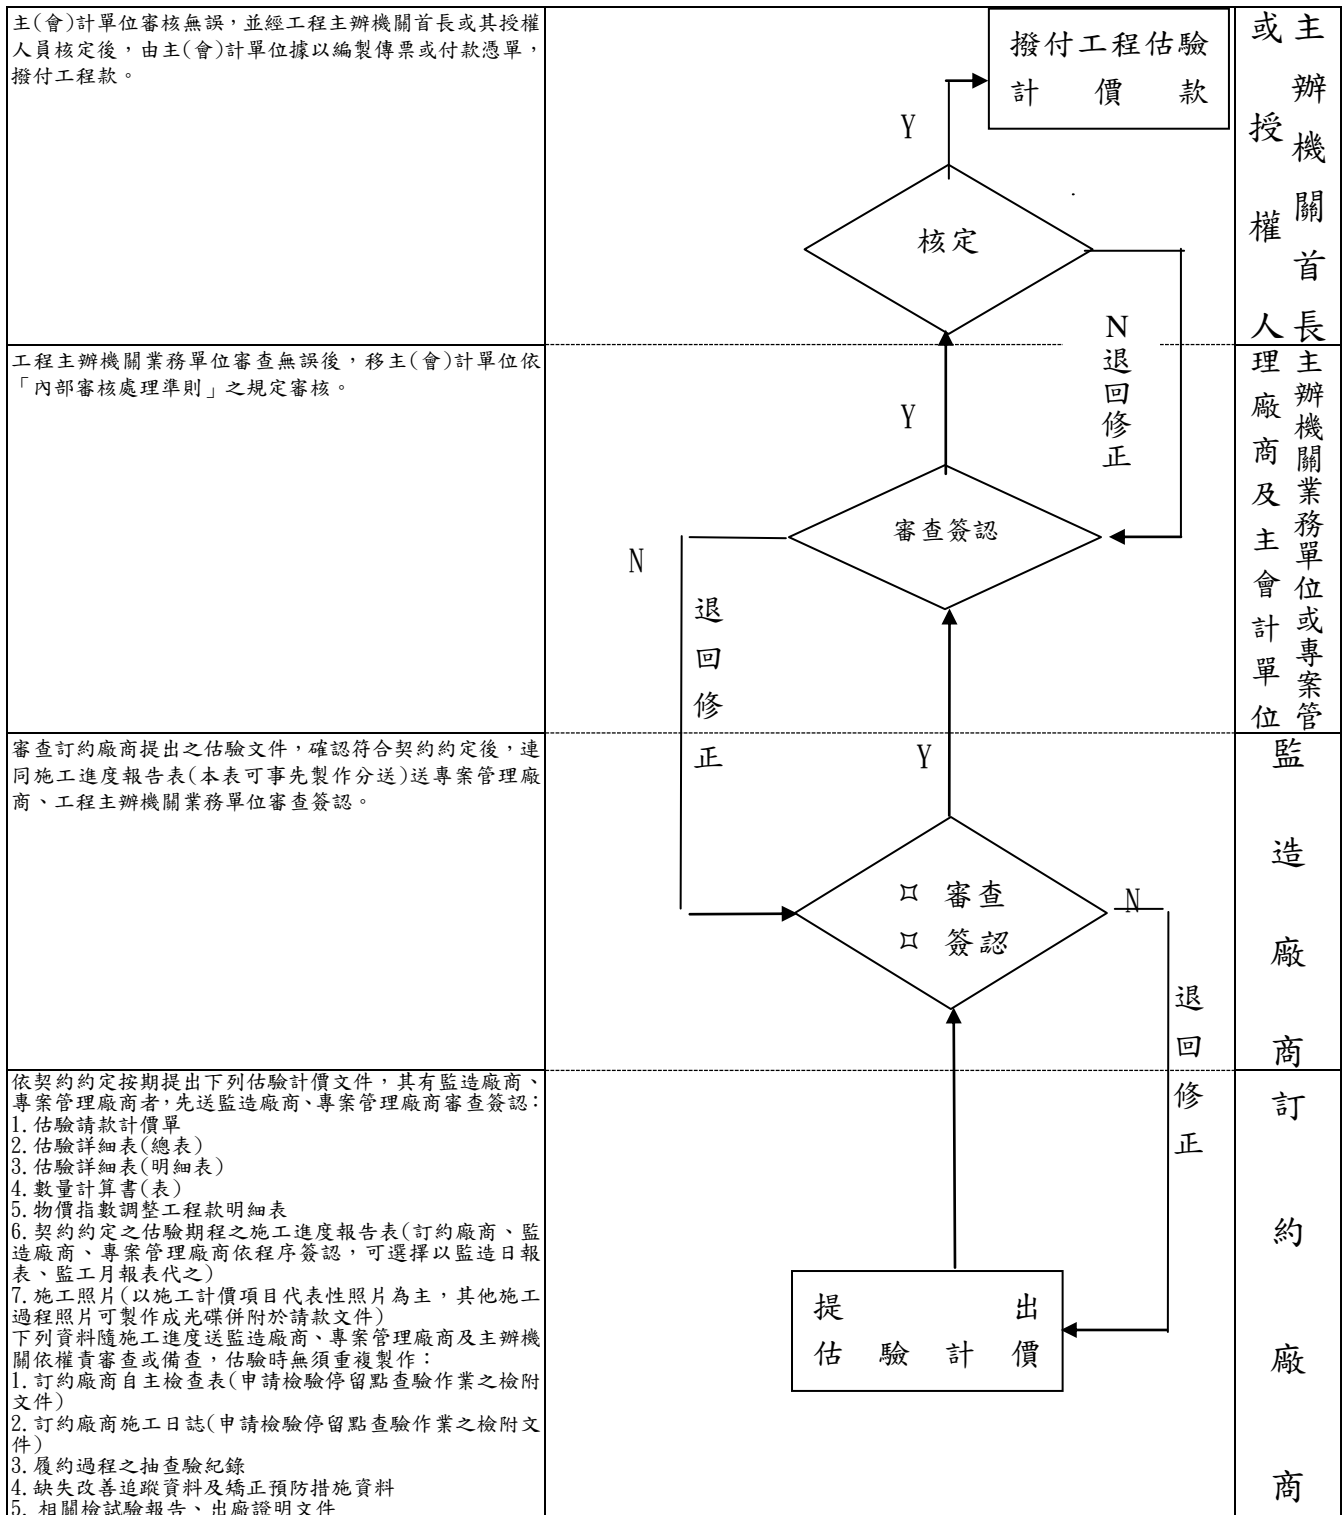 主(會)計單位審核無誤，並經工程主辦機關首長或其授權
人員核定後，由主(會)計單位據以編製傳票或付款憑單，
撥付工程款。
撥付工程估驗
計價款
Y
核定
N
退回修正
主辦機關首長
或授權人
工程主辦機關業務單位審查無誤後，移主(會)計單位依
「內部審核處理準則」之規定審核。
Y
審查簽認
N
退回修正
主辦機關業務單位或專案管
理廠商及主會計單位
審查訂約廠商提出之估驗文件，確認符合契約約定後，連
同施工進度報告表(本表可事先製作分送)送專案管理廠
商、工程主辦機關業務單位審查簽認。
Y
¤ 審查
¤ 簽認
N
退回修正
監造廠商
依契約約定按期提出下列估驗計價文件，其有監造廠商、
專案管理廠商者，先送監造廠商、專案管理廠商審查簽認：
1.估驗請款計價單
2.估驗詳細表(總表)
3.估驗詳細表(明細表)
4.數量計算書(表)
5.物價指數調整工程款明細表
6.契約約定之估驗期程之施工進度報告表(訂約廠商、監
造廠商、專案管理廠商依程序簽認，可選擇以監造日報
表、監工月報表代之)
7.施工照片(以施工計價項目代表性照片為主，其他施工
過程照片可製作成光碟併附於請款文件)
下列資料隨施工進度送監造廠商、專案管理廠商及主辦機
關依權責審查或備查，估驗時無須重複製作：
1.訂約廠商自主檢查表(申請檢驗停留點查驗作業之檢附
文件)
2.訂約廠商施工日誌(申請檢驗停留點查驗作業之檢附文
件)
3.履約過程之抽查驗紀錄
4.缺失改善追蹤資料及矯正預防措施資料
5.相關檢試驗報告、出廠證明文件
提出
估驗計價
訂約廠商